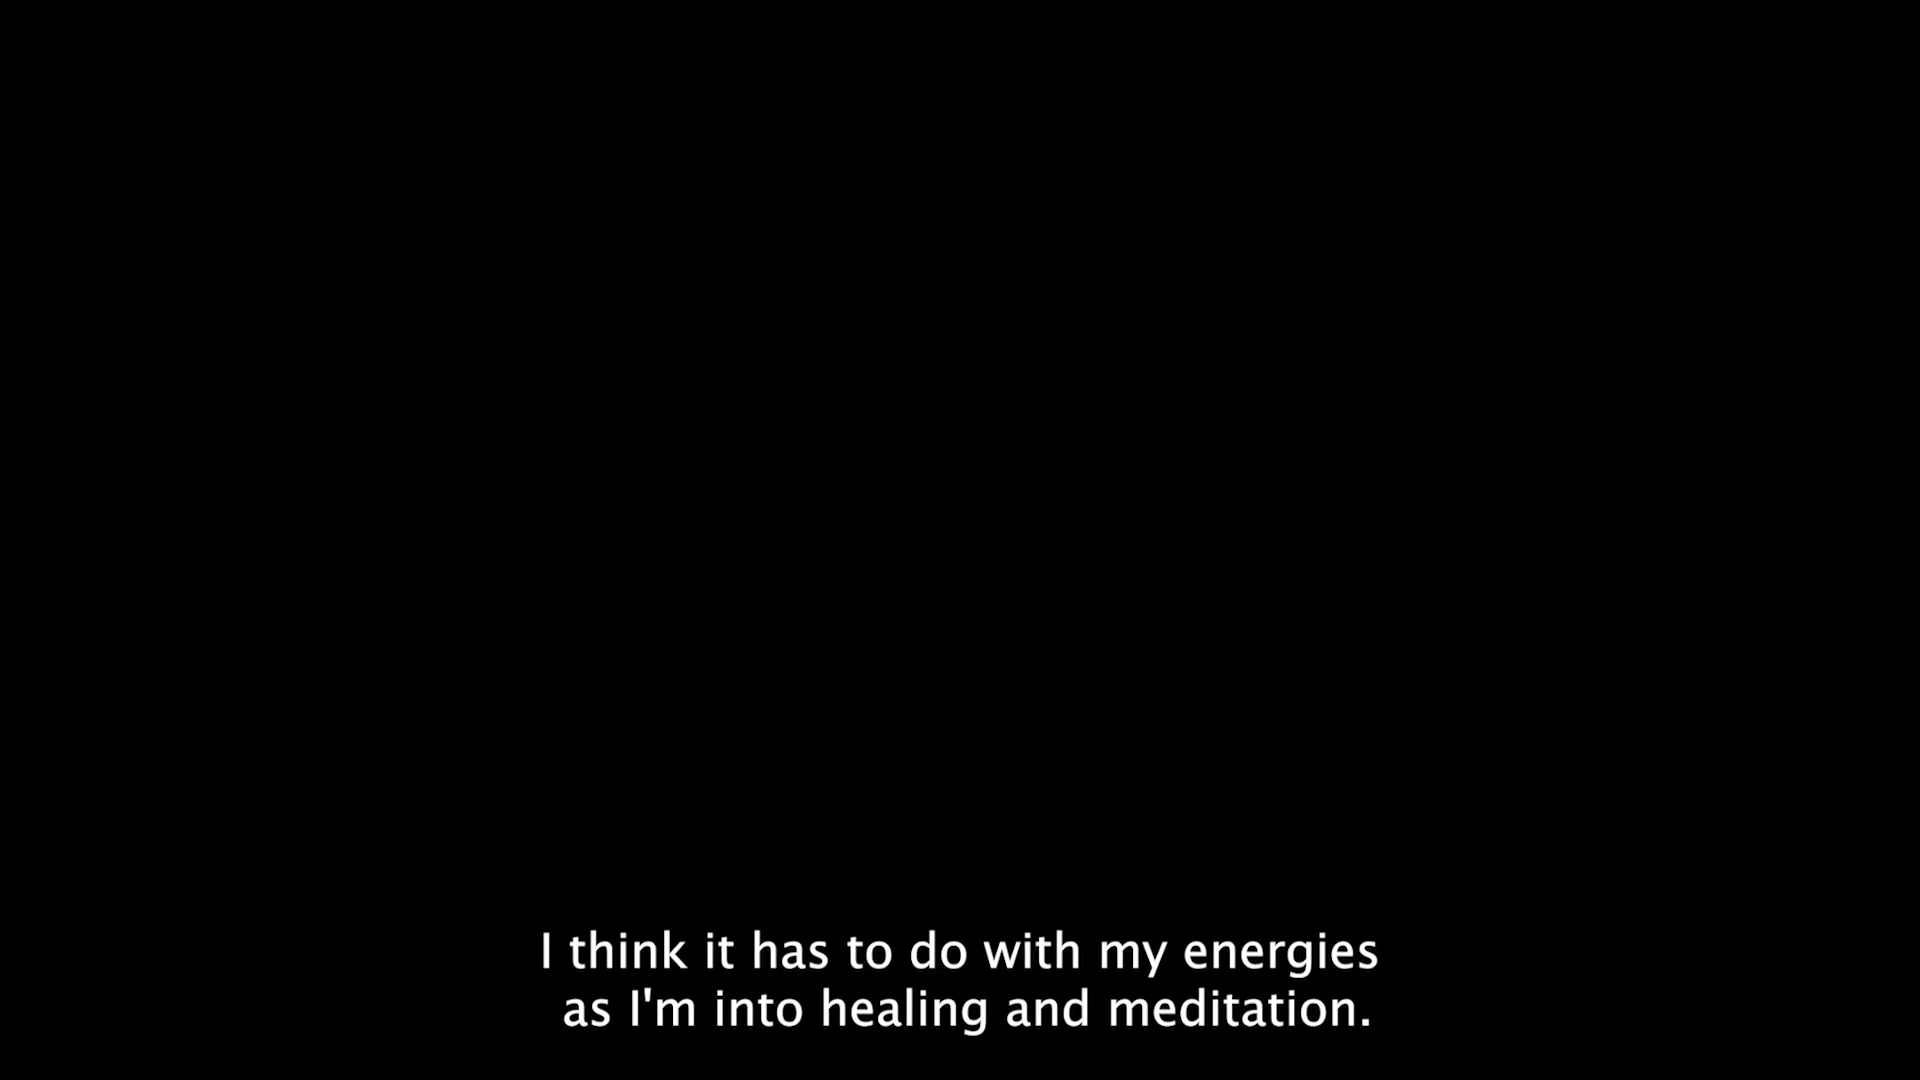 I think it has to do with my energies
as I'm into healing and meditation.